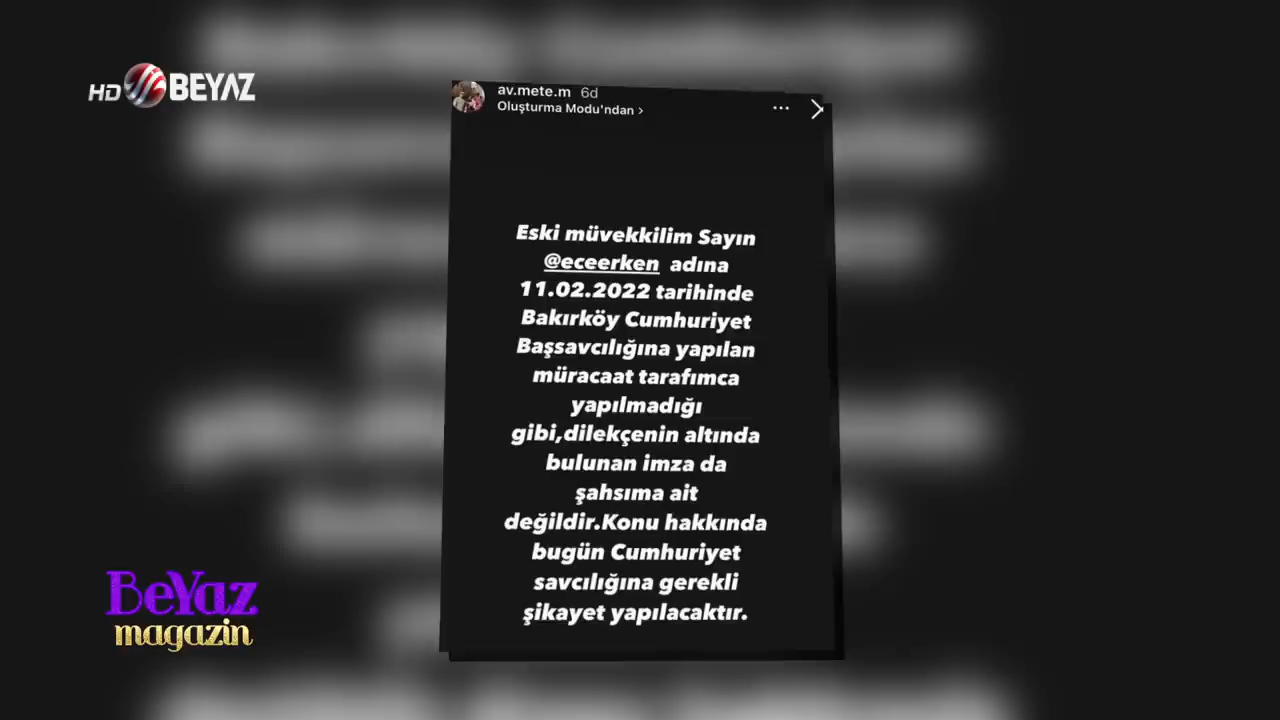 HD BEYAZ
av.mete.m 6d
Oluşturma Modu'ndan >
Eski müvekkilim Sayın
@eceerken adına
11.02.2022 tarihinde
Bakırköy Cumhuriyet
Başsavcılığına yapılan
müracaat tarafımca
yapılmadığı
gibi,dilekçenin altında
bulunan imza da
şahsıma ait
değildir.Konu hakkında
bugün Cumhuriyet
savcılığına gerekli
şikayet yapılacaktır.
BeYaz
magazin